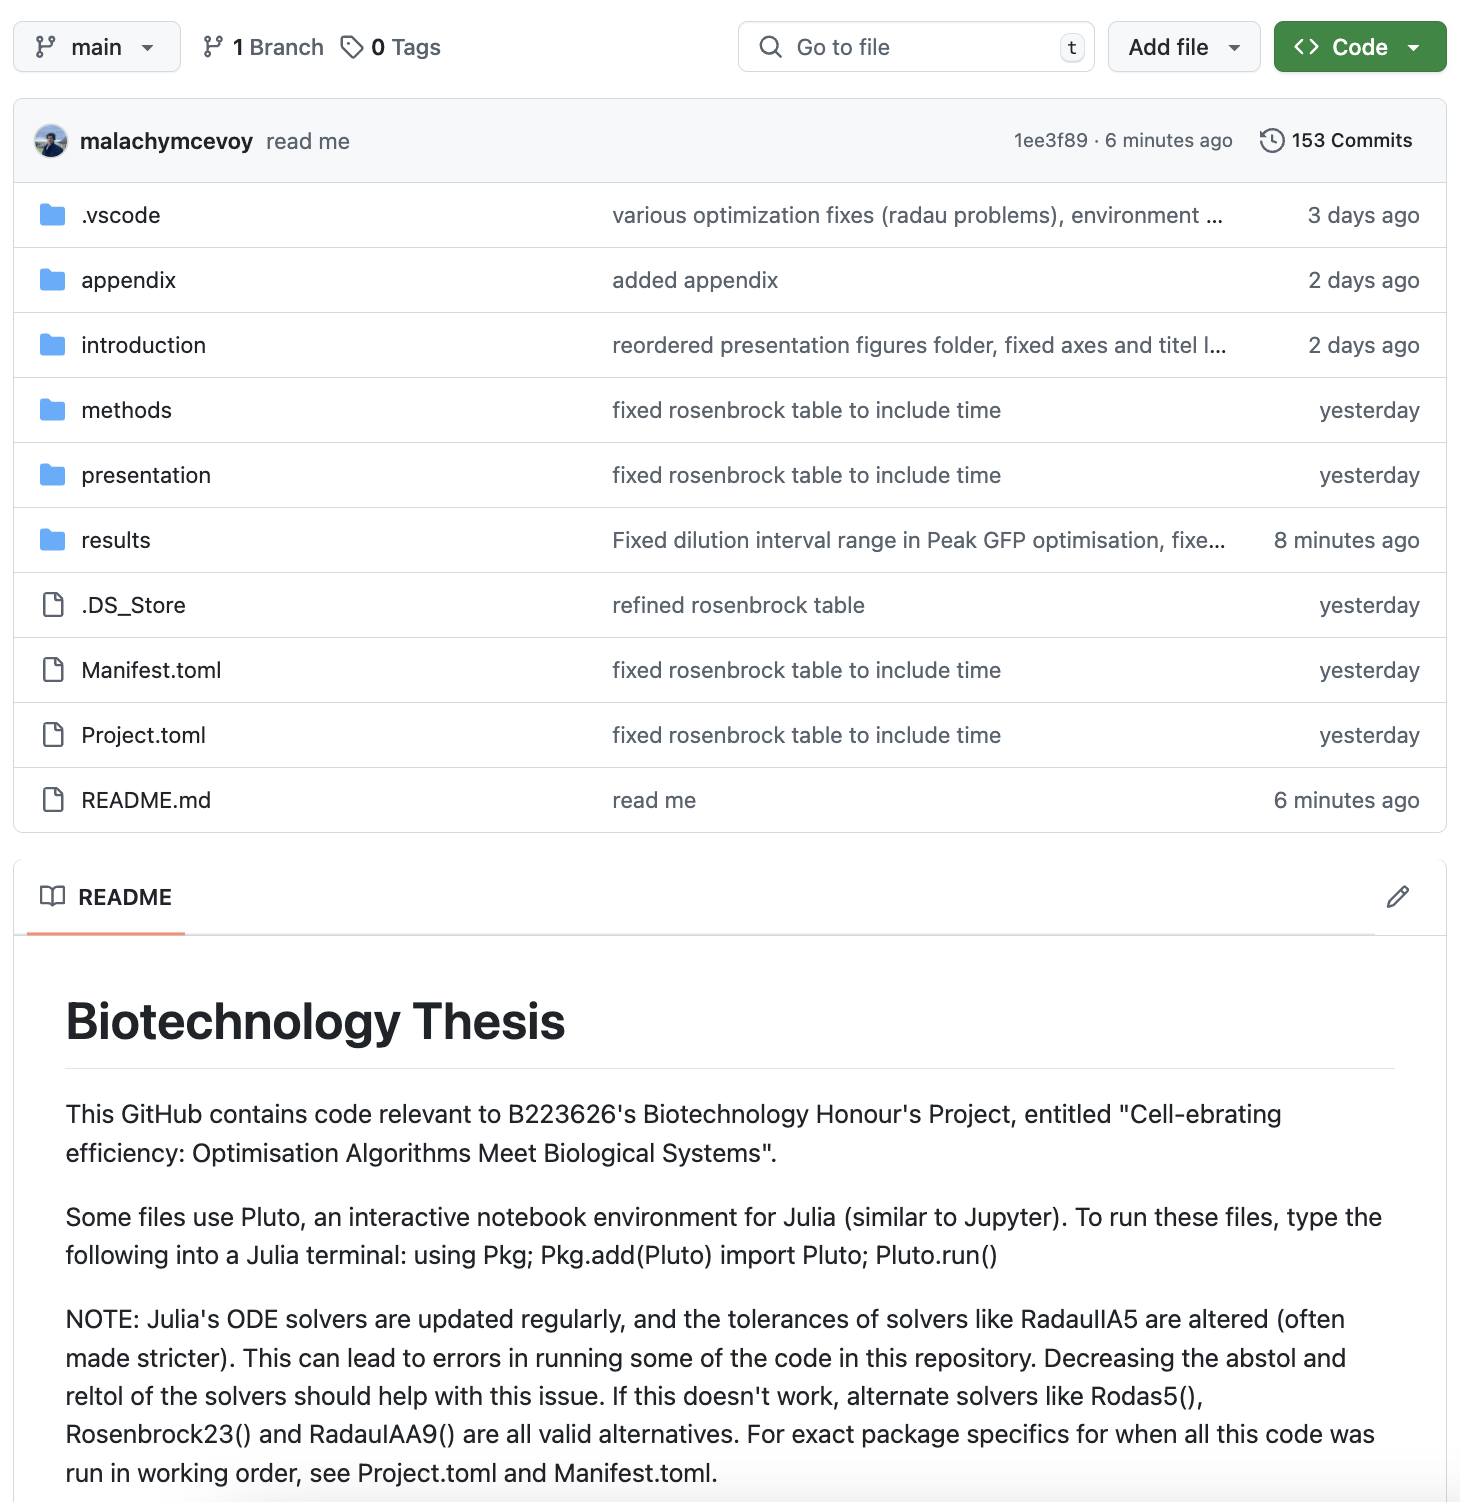 main
1 Branch
0 Tags
Go to file
t
Add file
Code
malachymcevoy read me
1ee3f89 · 6 minutes ago
153 Commits
.vscode various optimization fixes (radau problems), environment ... 3 days ago
appendix added appendix 2 days ago
introduction reordered presentation figures folder, fixed axes and titel l... 2 days ago
methods fixed rosenbrock table to include time yesterday
presentation fixed rosenbrock table to include time yesterday
results Fixed dilution interval range in Peak GFP optimisation, fixe... 8 minutes ago
.DS_Store refined rosenbrock table yesterday
Manifest.toml fixed rosenbrock table to include time yesterday
Project.toml fixed rosenbrock table to include time yesterday
README.md read me 6 minutes ago
README
Biotechnology Thesis
This GitHub contains code relevant to B223626's Biotechnology Honour's Project, entitled "Cell-ebrating
efficiency: Optimisation Algorithms Meet Biological Systems".
Some files use Pluto, an interactive notebook environment for Julia (similar to Jupyter). To run these files, type the
following into a Julia terminal: using Pkg; Pkg.add(Pluto) import Pluto; Pluto.run()
NOTE: Julia's ODE solvers are updated regularly, and the tolerances of solvers like RadauIIA5 are altered (often
made stricter). This can lead to errors in running some of the code in this repository. Decreasing the abstol and
reltol of the solvers should help with this issue. If this doesn't work, alternate solvers like Rodas5(),
Rosenbrock23() and RadauIAA9() are all valid alternatives. For exact package specifics for when all this code was
run in working order, see Project.toml and Manifest.toml.